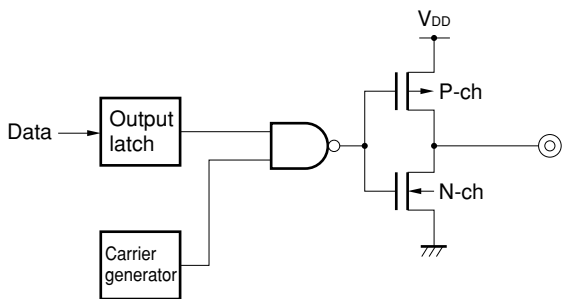 VDD
P-ch
Data
Output
latch
N-ch
Carrier
generator